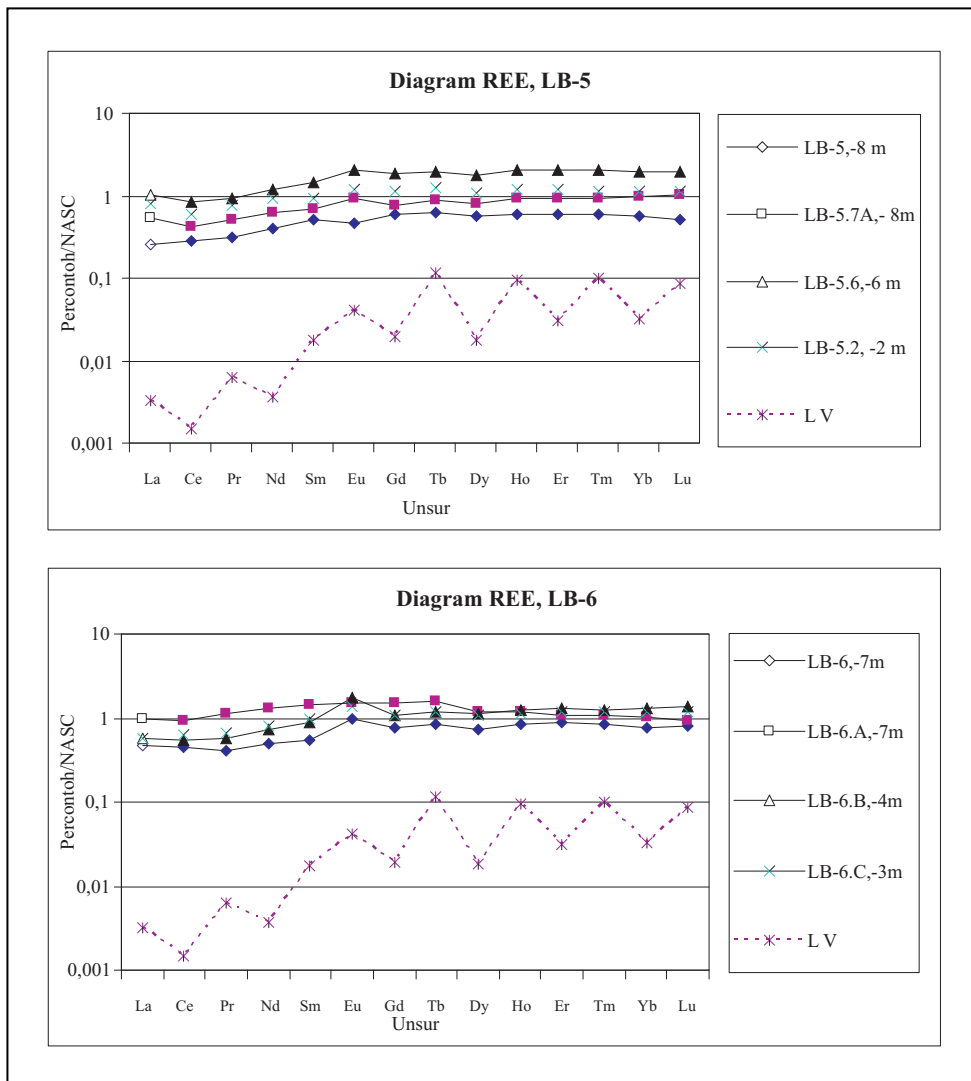 Diagram REE, LB-5
Percontoh/NASC
10
1
0,1
0,01
0,001
La Ce Pr Nd Sm Eu Gd Tb Dy Ho Er Tm Yb Lu
Unsur
LB-5,-8 m
LB-5.7A,- 8m
LB-5.6,-6 m
LB-5.2, -2 m
L V
Diagram REE, LB-6
Percontoh/NASC
10
1
0,1
0,01
0,001
La Ce Pr Nd Sm Eu Gd Tb Dy Ho Er Tm Yb Lu
Unsur
LB-6,-7m
LB-6.A,-7m
LB-6.B,-4m
LB-6.C,-3m
L V